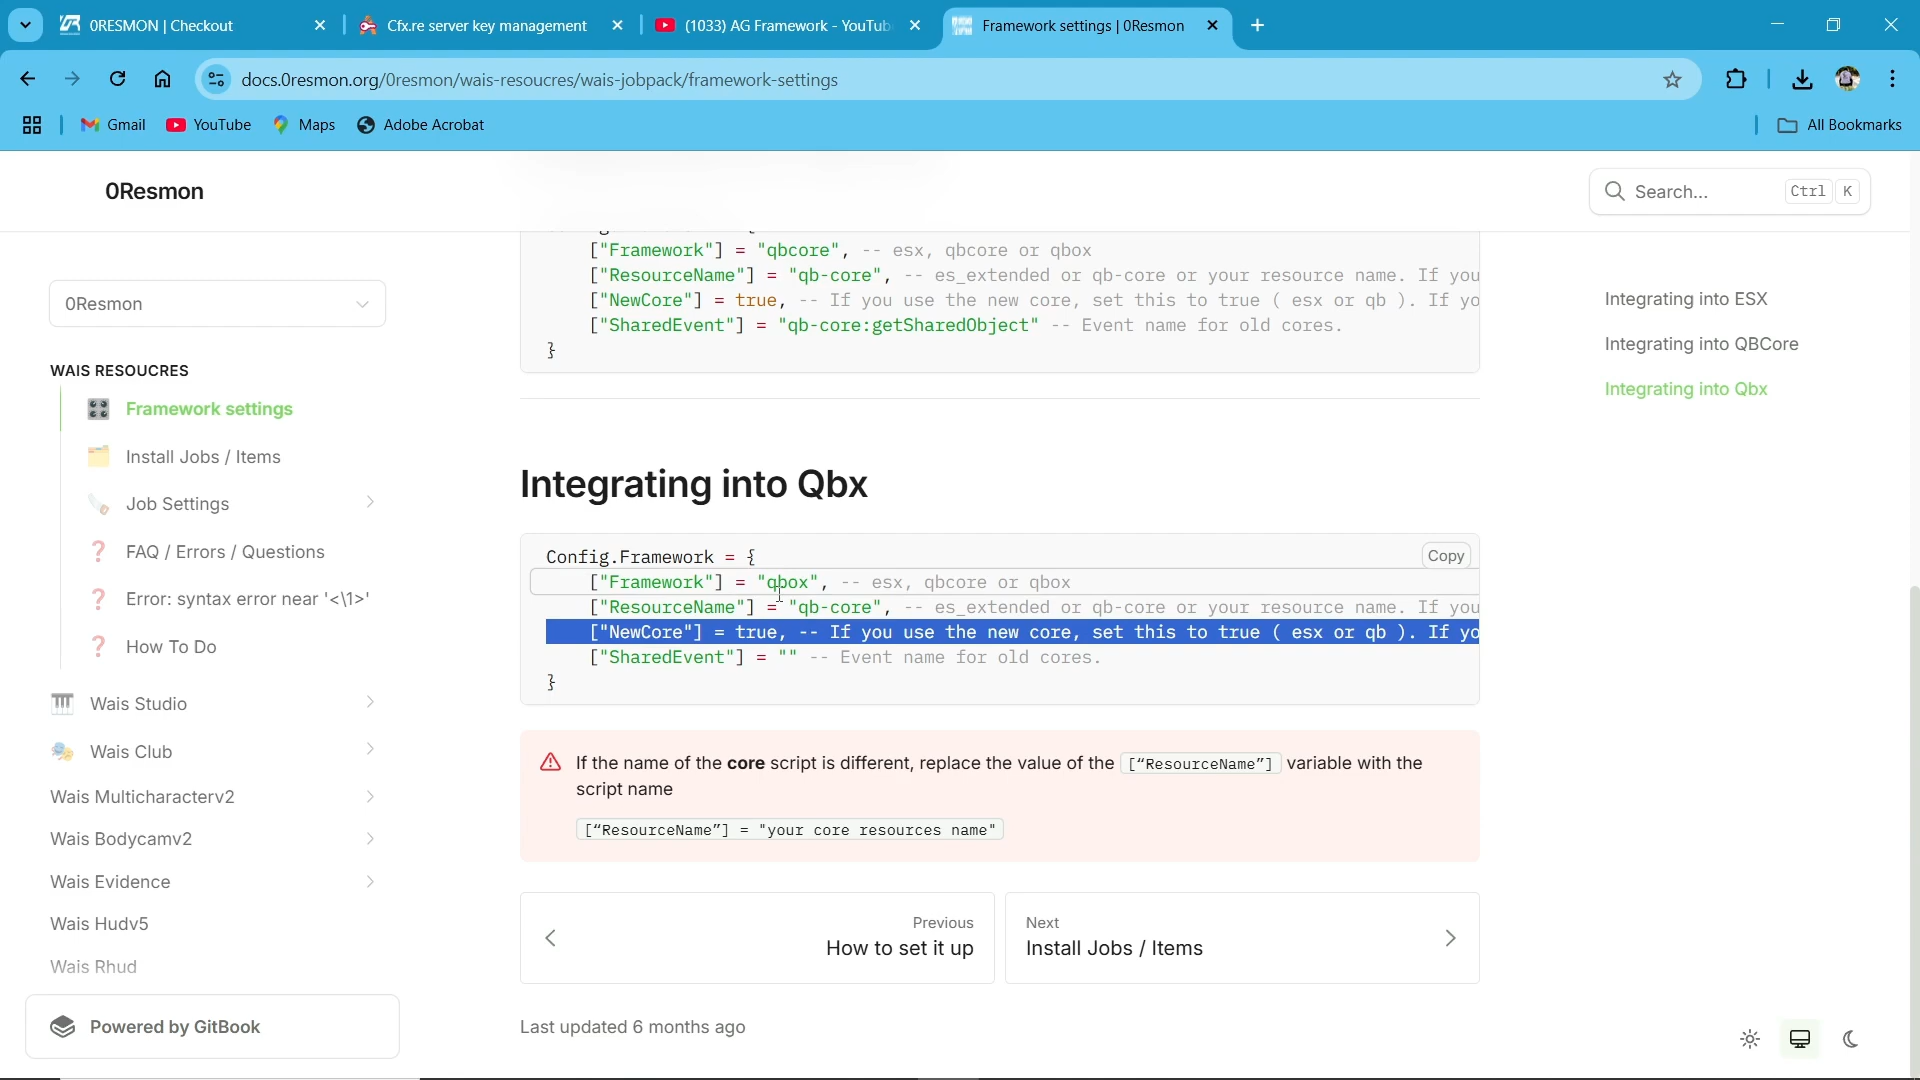 0RESMON | Checkout
Cfx.re server key management
(1033) AG Framework - YouTub
Framework settings | 0Resmon
docs.0resmon.org/0resmon/wais-resoucres/wais-jobpack/framework-settings
Gmail
YouTube
Maps
Adobe Acrobat
All Bookmarks
0Resmon
Search...
Ctrl
K
0Resmon
WAIS RESOUCRES
Framework settings
Install Jobs / Items
Job Settings
FAQ / Errors / Questions
Error: syntax error near '<\1>'
How To Do
Wais Studio
Wais Club
Wais Multicharacterv2
Wais Bodycamv2
Wais Evidence
Wais Hudv5
Wais Rhud
Powered by GitBook
["Framework"] = "qbcore", -- esx, qbcore or qbox
["ResourceName"] = "qb-core", -- es_extended or qb-core or your resource name. If you
["NewCore"] = true, -- If you use the new core, set this to true ( esx or qb ). If yo
["SharedEvent"] = "qb-core:getSharedObject" -- Event name for old cores.
}
Integrating into Qbx
Config.Framework = {
Copy
["Framework"] = "qbox", -- esx, qbcore or qbox
["ResourceName"] = "qb-core", -- es_extended or qb-core or your resource name. If you
["NewCore"] = true, -- If you use the new core, set this to true ( esx or qb ). If yo
["SharedEvent"] = "" -- Event name for old cores.
}
If the name of the core script is different, replace the value of the [“ResourceName”] variable with the
script name
[“ResourceName”] = "your core resources name"
Previous
How to set it up
Next
Install Jobs / Items
Last updated 6 months ago
Integrating into ESX
Integrating into QBCore
Integrating into Qbx